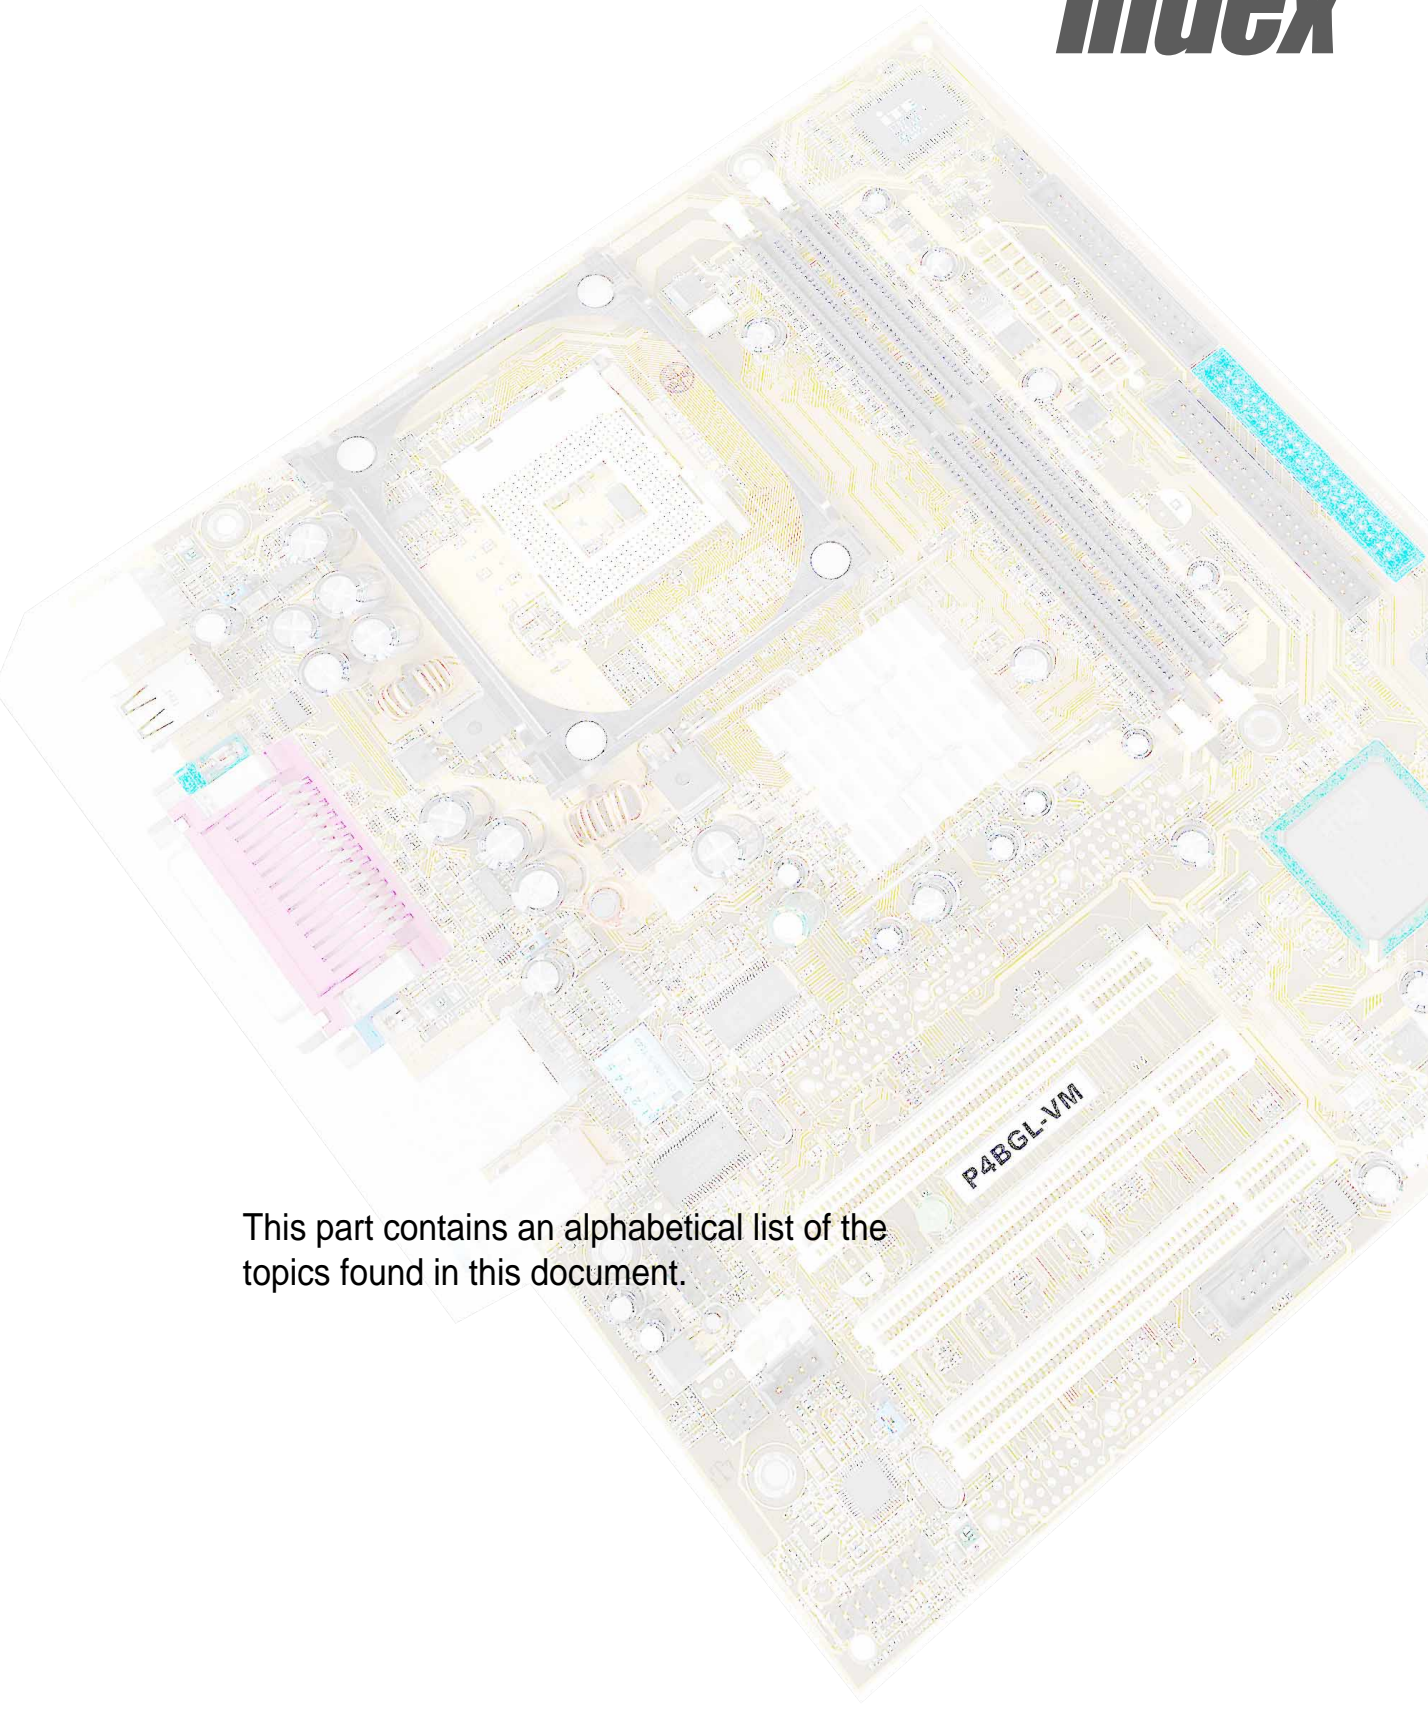 Index
This part contains an alphabetical list of the
topics found in this document.
P4BGL-VM